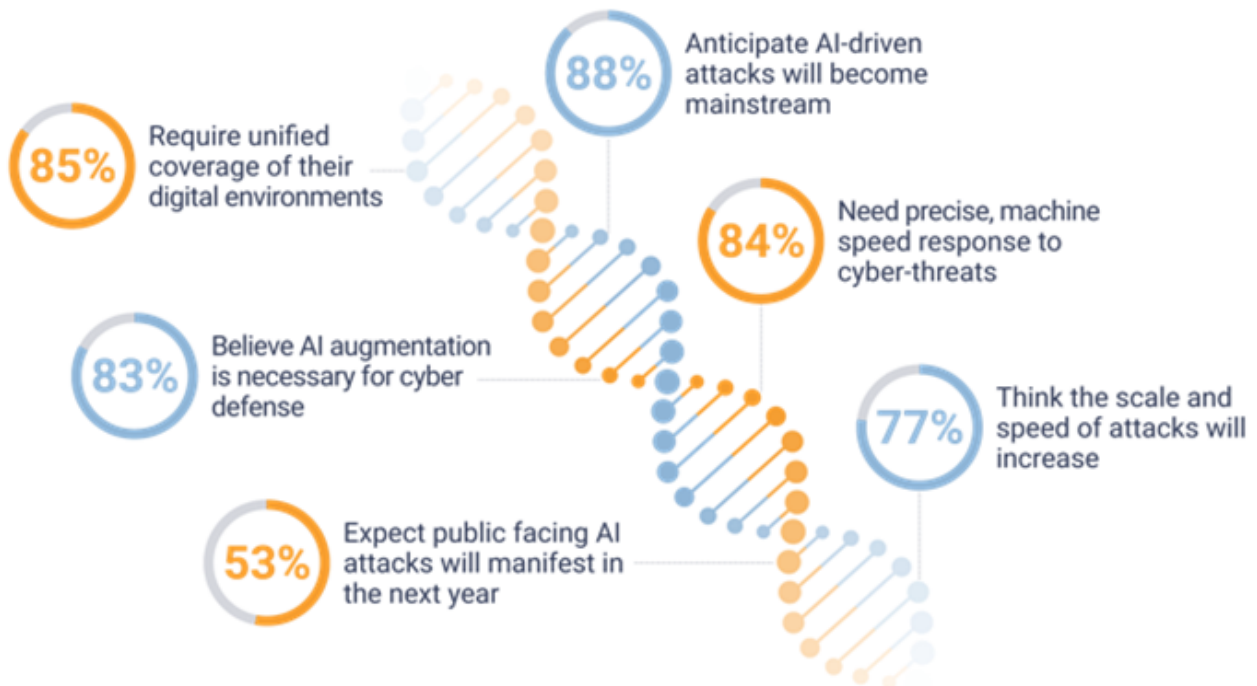 88%
Anticipate AI-driven
attacks will become
mainstream
85%
Require unified
coverage of their
digital environments
84%
Need precise, machine
speed response to
cyber-threats
83%
Believe AI augmentation
is necessary for cyber
defense
77%
Think the scale and
speed of attacks will
increase
53%
Expect public facing AI
attacks will manifest in
the next year